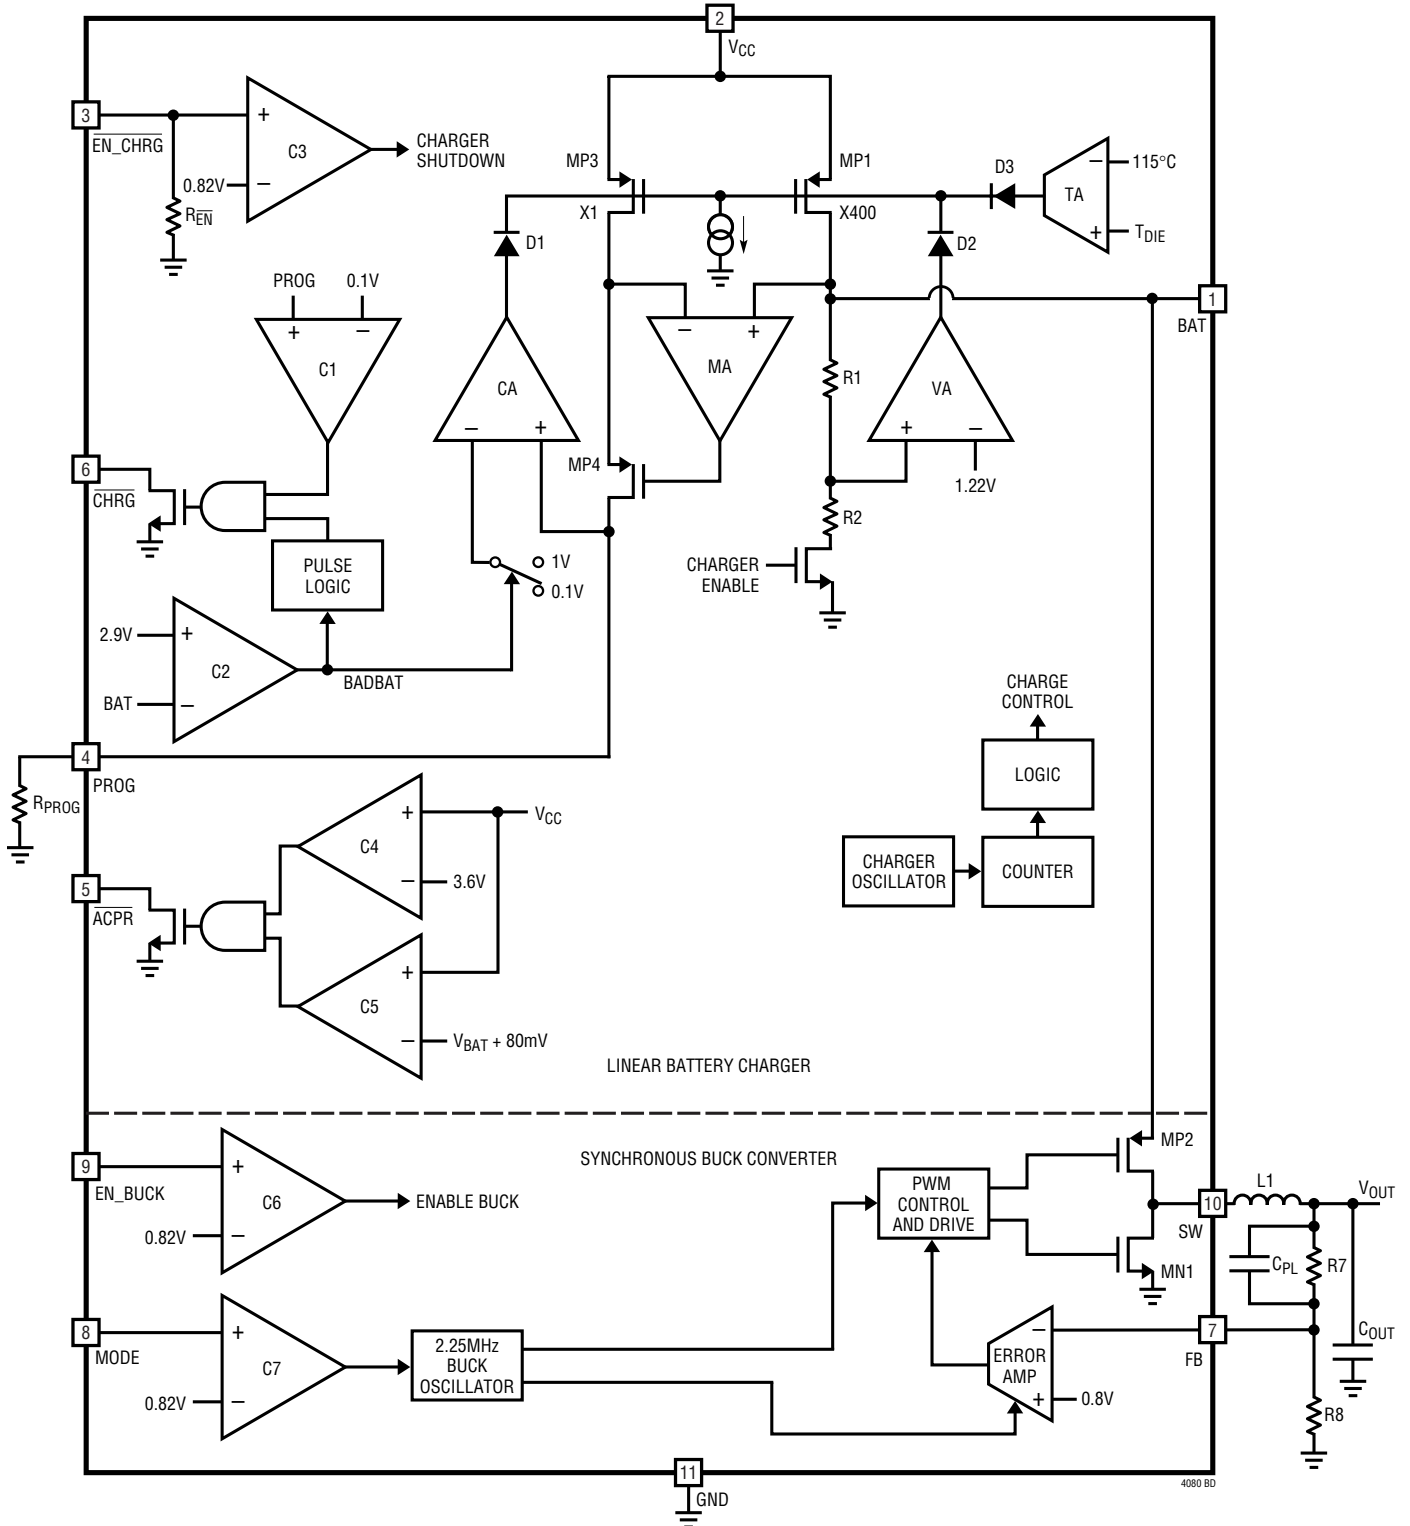 2
VCC
3
EN_CHRG
+
C3
CHARGER
SHUTDOWN
0.82V
–
REN
MP3
X1
MP1
X400
D3
–
115°C
TA
+
TDIE
D1
D2
PROG
0.1V
+
–
C1
1
BAT
–
+
MA
CA
–
+
R1
VA
+
–
1.22V
6
CHRG
MP4
R2
PULSE
LOGIC
1V
0.1V
CHARGER
ENABLE
2.9V
+
C2
BAT
–
BADBAT
CHARGE
CONTROL
LOGIC
4
PROG
RPROG
+
VCC
C4
–
3.6V
CHARGER
OSCILLATOR
COUNTER
5
ACPR
+
C5
–
VBAT + 80mV
LINEAR BATTERY CHARGER
9
EN_BUCK
+
C6
ENABLE BUCK
0.82V
–
SYNCHRONOUS BUCK CONVERTER
PWM
CONTROL
AND DRIVE
MP2
10
SW
L1
VOUT
MN1
CPL
R7
8
MODE
+
C7
0.82V
–
2.25MHz
BUCK
OSCILLATOR
–
ERROR
AMP
+
0.8V
7
FB
COUT
R8
11
GND
4080 BD